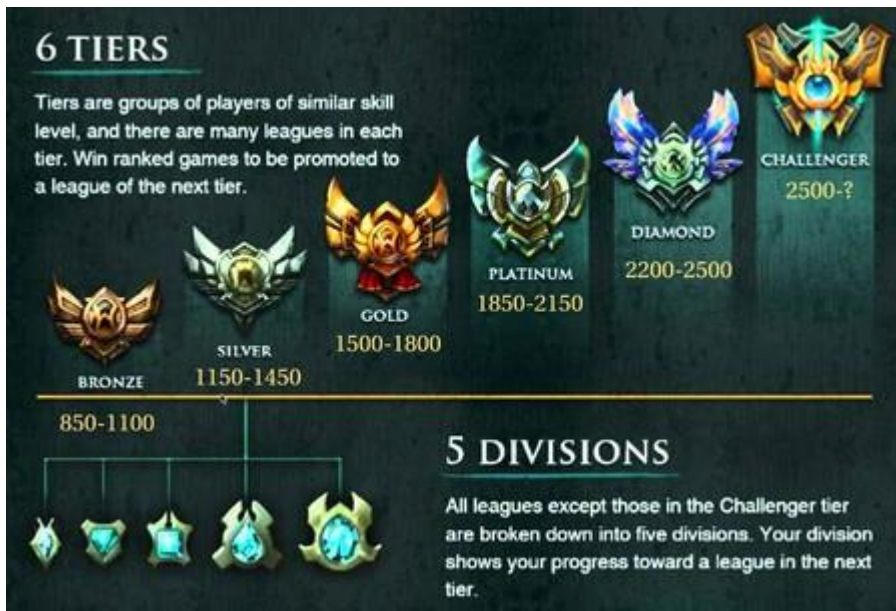 6 TIERS
Tiers are groups of players of similar skill
level, and there are many leagues in each
tier. Win ranked games to be promoted to
a league of the next tier.
CHALLENGER
2500-?
DIAMOND
2200-2500
PLATINUM
1850-2150
GOLD
1500-1800
SILVER
1150-1450
BRONZE
850-1100
5 DIVISIONS
All leagues except those in the Challenger tier
are broken down into five divisions. Your division
shows your progress toward a league in the next
tier.